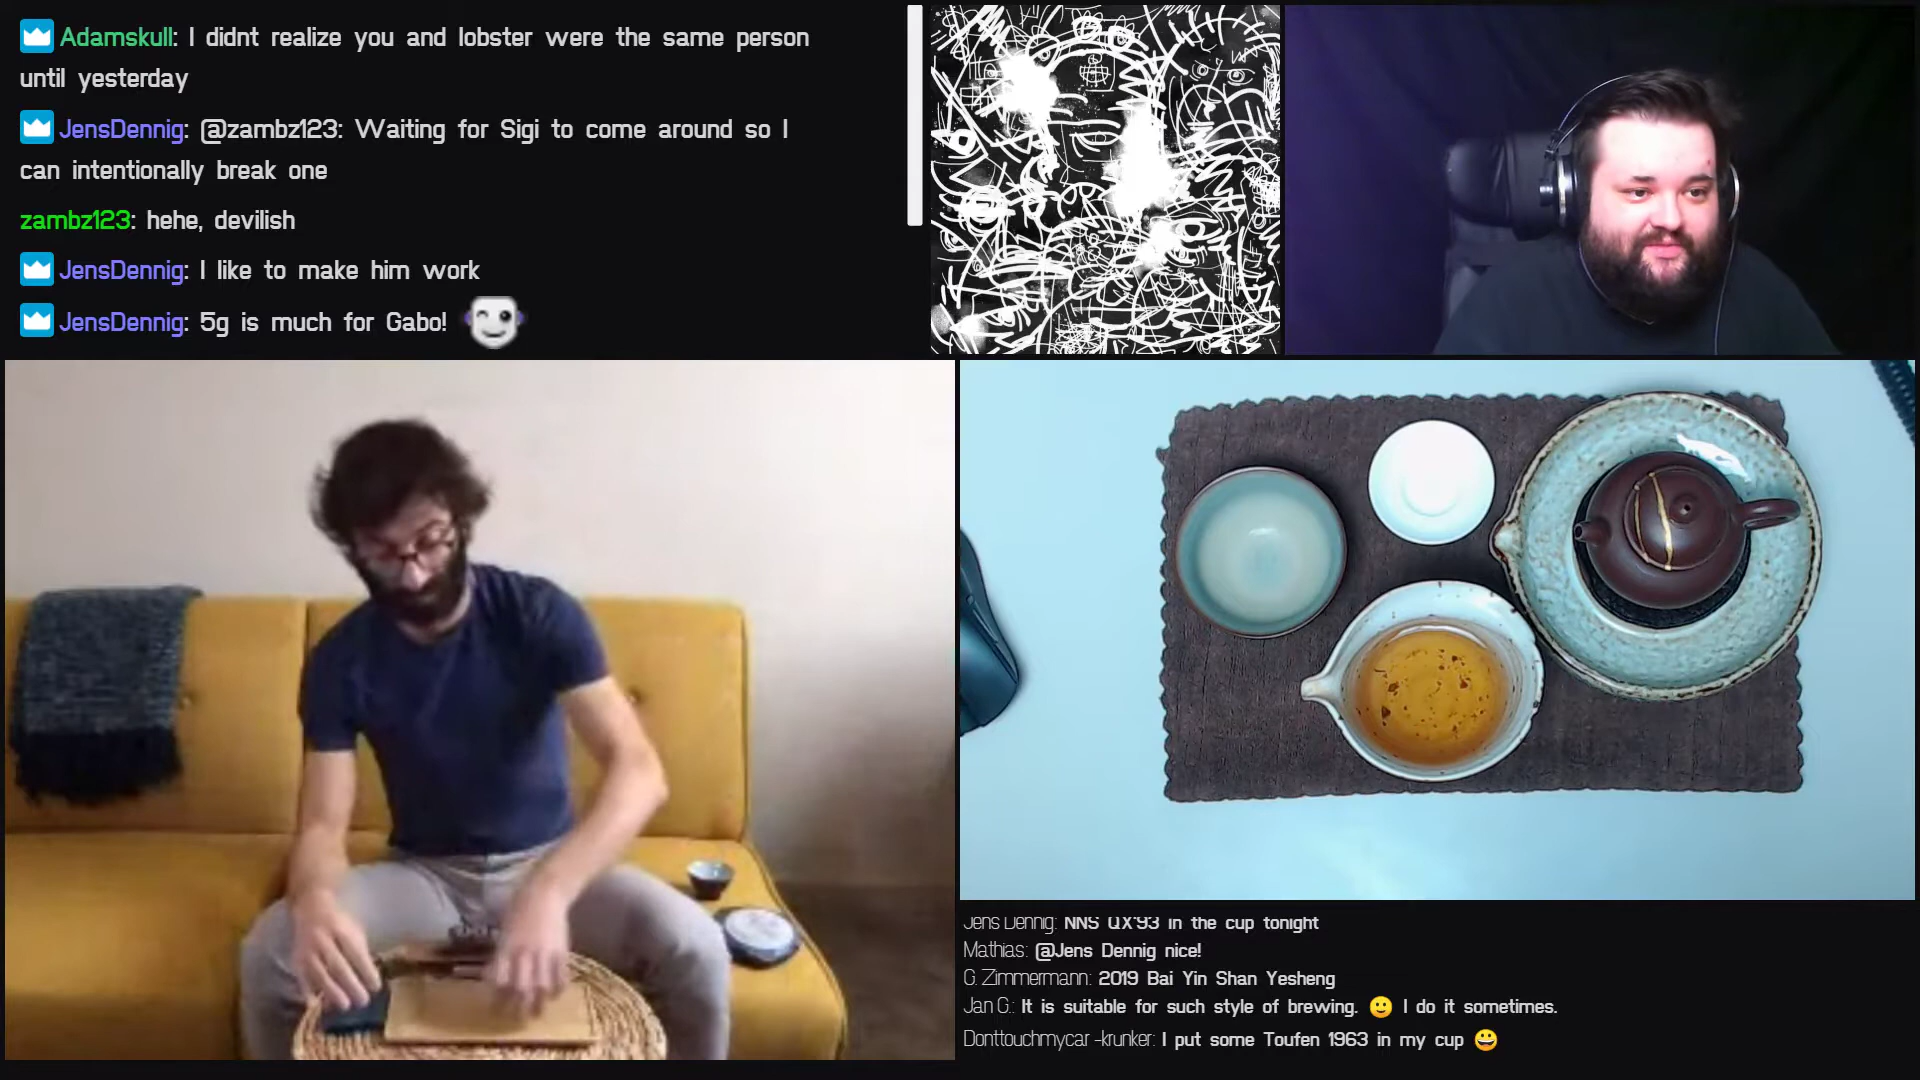 Adamskull: I didnt realize you and lobster were the same person
until yesterday
JensDennig: @zambz123: Waiting for Sigi to come around so I
can intentionally break one
zambz123: hehe, devilish
JensDennig: I like to make him work
JensDennig: 5g is much for Gabo!
Jens Dennig: NNS QX'93 in the cup tonight
Mathias: @Jens Dennig nice!
G. Zimmermann: 2019 Bai Yin Shan Yesheng
Jan G.: It is suitable for such style of brewing. 🙂 I do it sometimes.
Donttouchmycar -krunker: I put some Toufen 1963 in my cup 😀